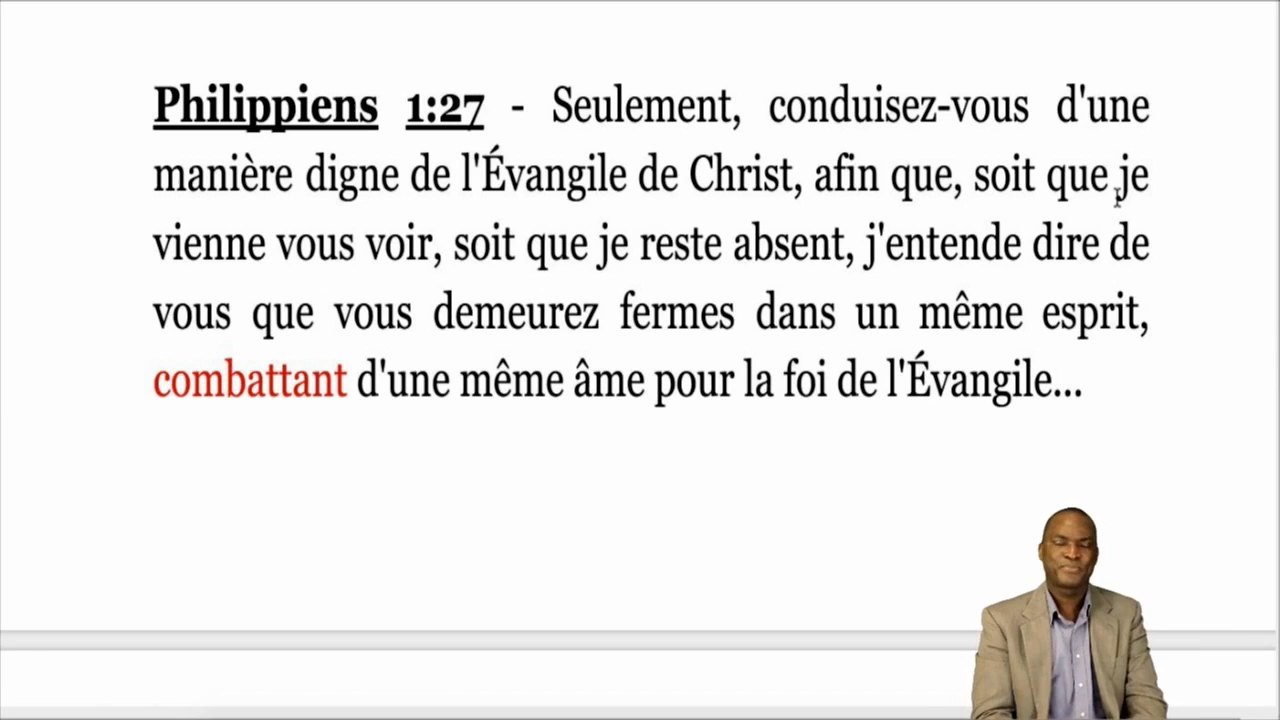 Philippiens 1:27 - Seulement, conduisez-vous d'une
manière digne de l'Évangile de Christ, afin que, soit que je
vienne vous voir, soit que je reste absent, j'entende dire de
vous que vous demeurez fermes dans un même esprit,
combattant d'une même âme pour la foi de l'Évangile...